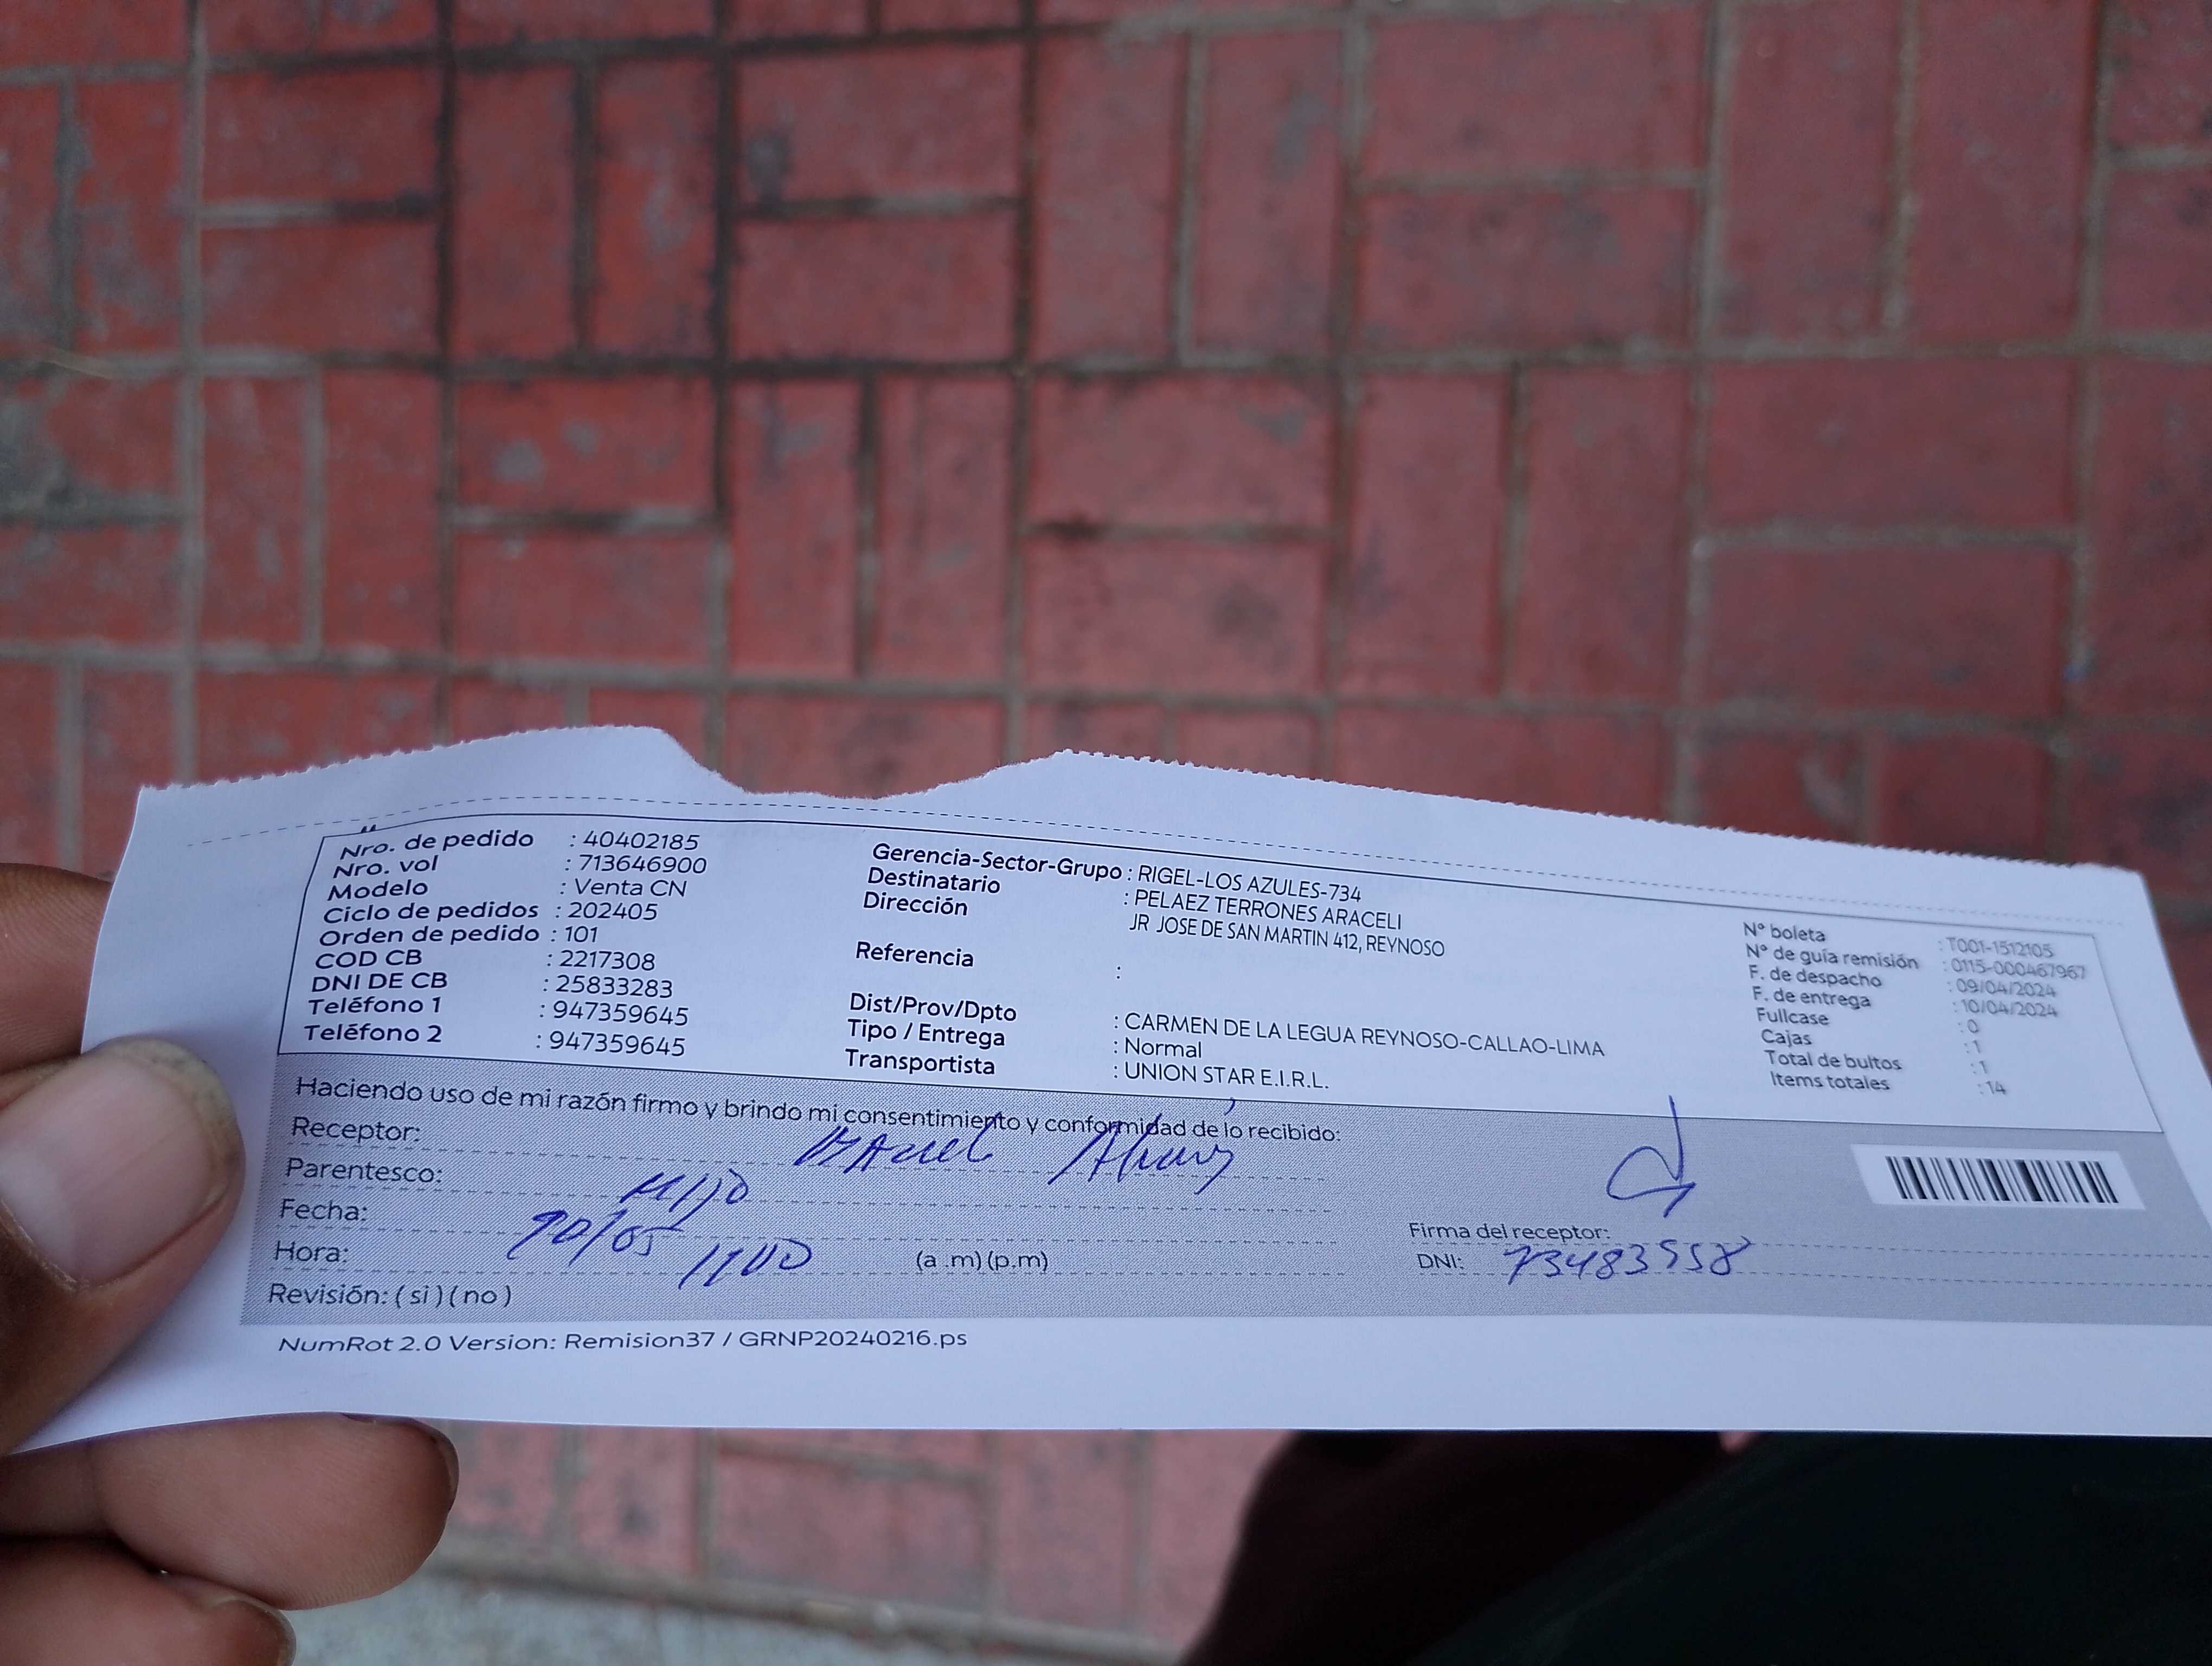 Nro. de pedido : 40402185
Nro. vol : 713646900
Modelo : Venta CN
Ciclo de pedidos : 202405
Orden de pedido : 101
COD CB : 2217308
DNI DE CB : 25833283
Teléfono 1 : 947359645
Teléfono 2 : 947359645
Gerencia-Sector-Grupo : RIGEL-LOS AZULES-734
Destinatario : PELAEZ TERRONES ARACELI
Dirección JR JOSE DE SAN MARTIN 412, REYNOSO
Referencia :
Dist/Prov/Dpto : CARMEN DE LA LEGUA REYNOSO-CALLAO-LIMA
Tipo / Entrega : Normal
Transportista : UNION STAR E.I.R.L.
N° boleta : T001-1512105
N° de guía remisión : 0115-000467967
F. de despacho : 09/04/2024
F. de entrega : 10/04/2024
Fullcase : 0
Cajas : 1
Total de bultos : 1
Items totales : 14
Haciendo uso de mi razón firmo y brindo mi consentimiento y conformidad de lo recibido:
Receptor:
Parentesco: HIJO
Fecha:
Hora: 1100 (a .m) (p.m)
Revisión: ( si ) ( no )
Firma del receptor:
DNI: 73483558
NumRot 2.0 Version: Remision37 / GRNP20240216.ps